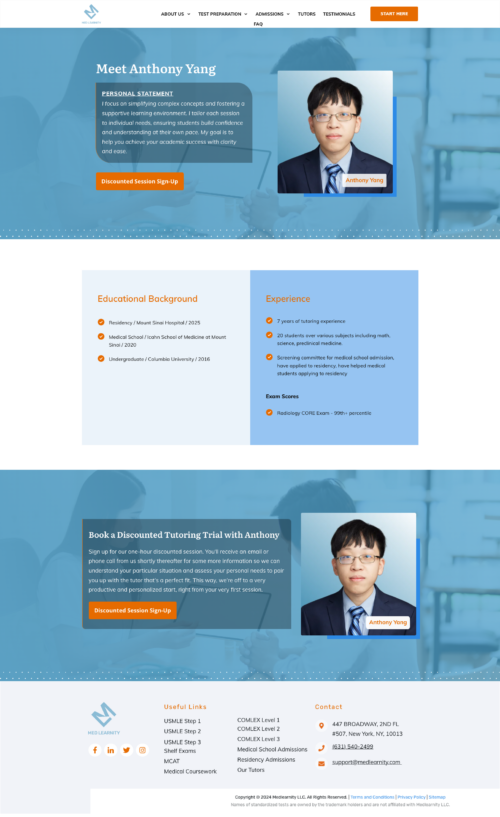 ABOUT US TEST PREPARATION ADMISSIONS TUTORS TESTIMONIALS START HERE
MED LEARNITY
FAQ
Meet Anthony Yang
PERSONAL STATEMENT
I focus on simplifying complex concepts and fostering a
supportive learning environment. I tailor each session
to individual needs, ensuring students build confidence
and understanding at their own pace. My goal is to
help you achieve your academic success with clarity
and ease.
Anthony Yang
Discounted Session Sign-Up
Educational Background
Residency / Mount Sinai Hospital / 2025
Medical School / Icahn School of Medicine at Mount
Sinai / 2020
Undergraduate / Columbia University / 2016
Experience
7 years of tutoring experience
20 students over various subjects including math,
science, preclinical medicine.
Screening committee for medical school admission,
have applied to residency, have helped medical
students applying to residency
Exam Scores
Radiology CORE Exam - 99th+ percentile
Book a Discounted Tutoring Trial with Anthony
Sign up for our one-hour discounted session. You'll receive an email or
phone call from us shortly thereafter for some more information so we can
understand your particular situation and assess your personal needs to pair
you up with the tutor that's a perfect fit. This way, we're off to a very
productive and personalized start, right from your very first session.
Discounted Session Sign-Up
Anthony Yang
MED LEARNITY
Useful Links
USMLE Step 1
USMLE Step 2
USMLE Step 3
Shelf Exams
MCAT
Medical Coursework
COMLEX Level 1
COMLEX Level 2
COMLEX Level 3
Medical School Admissions
Residency Admissions
Our Tutors
Contact
447 BROADWAY, 2ND FL
#507, New York, NY, 10013
(631) 540-2499
support@medlearnity.com
Copyright © 2024 Medlearnity LLC. All Rights Reserved. | Terms and Conditions | Privacy Policy | Sitemap
Names of standardized tests are owned by the trademark holders and are not affiliated with Medlearnity LLC.